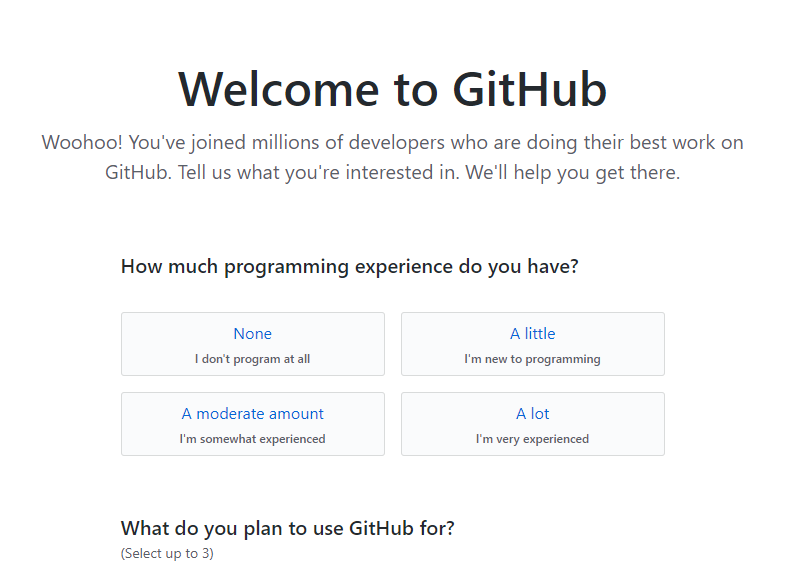 Welcome to GitHub
Woohoo! You've joined millions of developers who are doing their best work on
GitHub. Tell us what you're interested in. We'll help you get there.
How much programming experience do you have?
None
I don't program at all
A little
I'm new to programming
A moderate amount
I'm somewhat experienced
A lot
I'm very experienced
What do you plan to use GitHub for?
(Select up to 3)